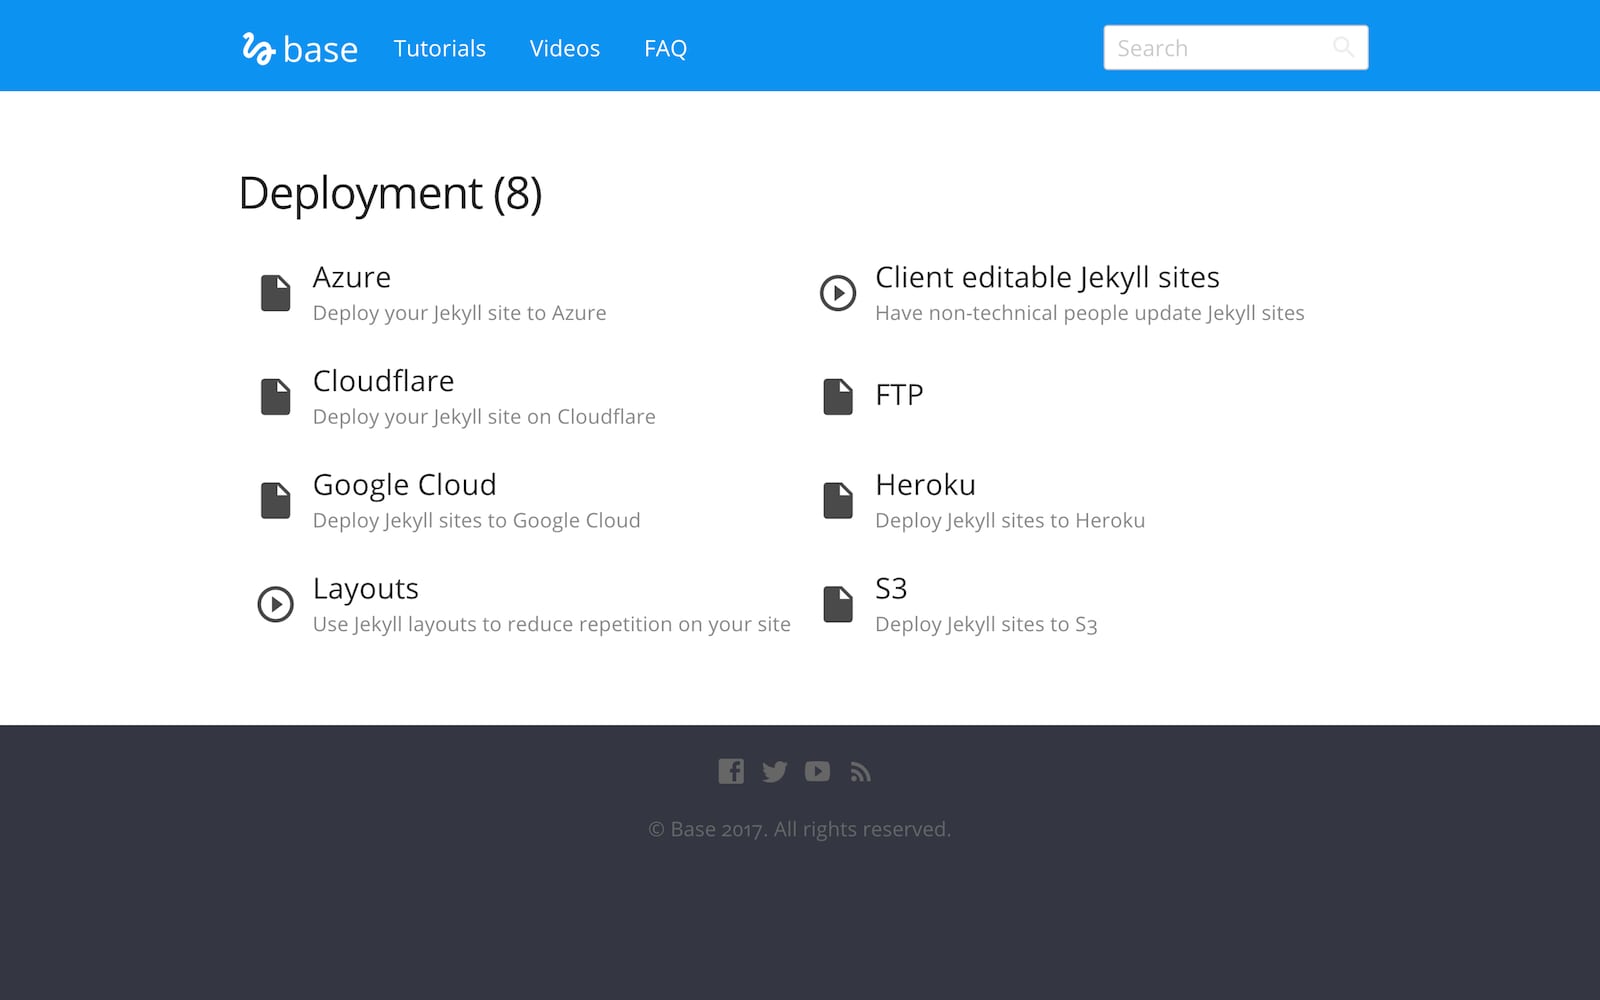 base Tutorials Videos FAQ Search
Deployment (8)
Azure
Deploy your Jekyll site to Azure
Client editable Jekyll sites
Have non-technical people update Jekyll sites
Cloudflare
Deploy your Jekyll site on Cloudflare
FTP
Google Cloud
Deploy Jekyll sites to Google Cloud
Heroku
Deploy Jekyll sites to Heroku
Layouts
Use Jekyll layouts to reduce repetition on your site
S3
Deploy Jekyll sites to S3
© Base 2017. All rights reserved.